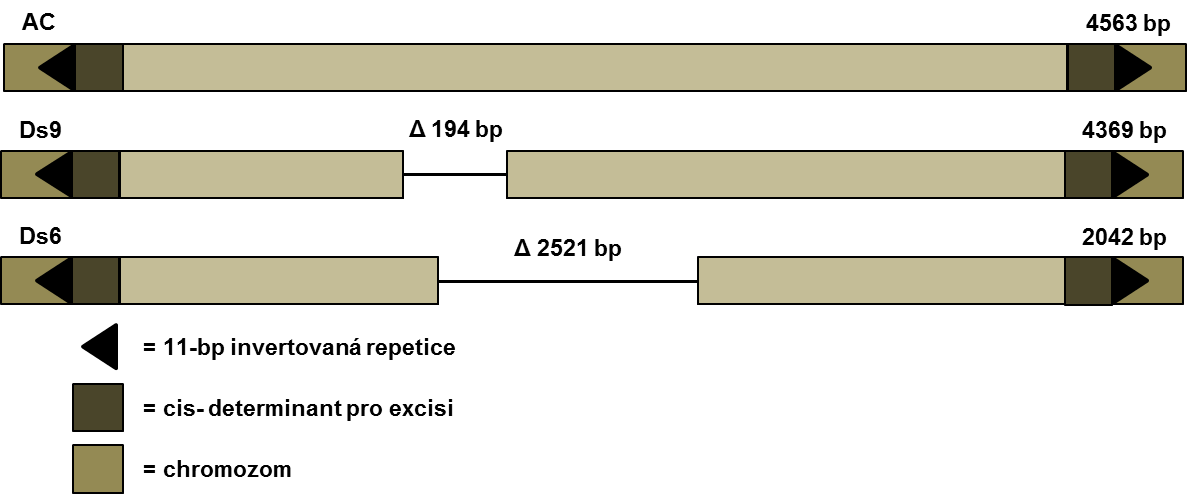 AC 4563 bp
Ds9 Δ 194 bp 4369 bp
Ds6 Δ 2521 bp 2042 bp
= 11-bp invertovaná repetice
= cis- determinant pro excisi
= chromozom